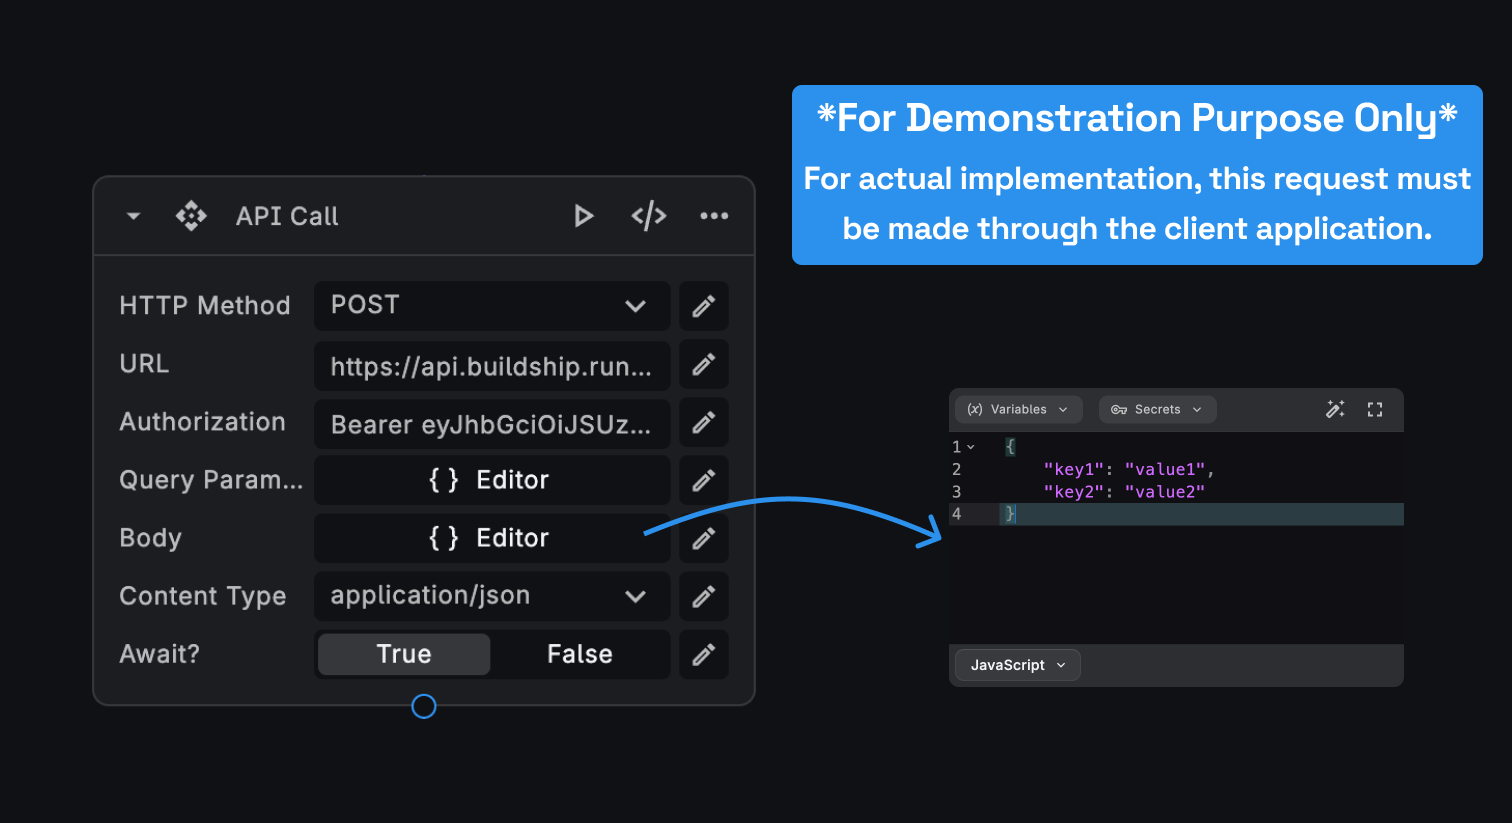 *For Demonstration Purpose Only*
For actual implementation, this request must
be made through the client application.
API Call
HTTP Method POST
URL https://api.buildship.run...
Authorization Bearer eyJhbGciOiJSUz...
Query Param... { } Editor
Body { } Editor
Content Type application/json
Await? True False
(x) Variables Secrets
1 {
2 "key1": "value1",
3 "key2": "value2"
4 }
JavaScript